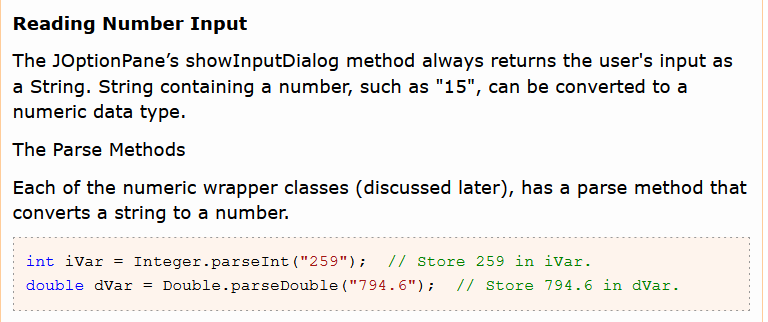 Reading Number Input
The JOptionPane’s showInputDialog method always returns the user's input as
a String. String containing a number, such as "15", can be converted to a
numeric data type.
The Parse Methods
Each of the numeric wrapper classes (discussed later), has a parse method that
converts a string to a number.
int iVar = Integer.parseInt("259");  // Store 259 in iVar.
double dVar = Double.parseDouble("794.6");  // Store 794.6 in dVar.